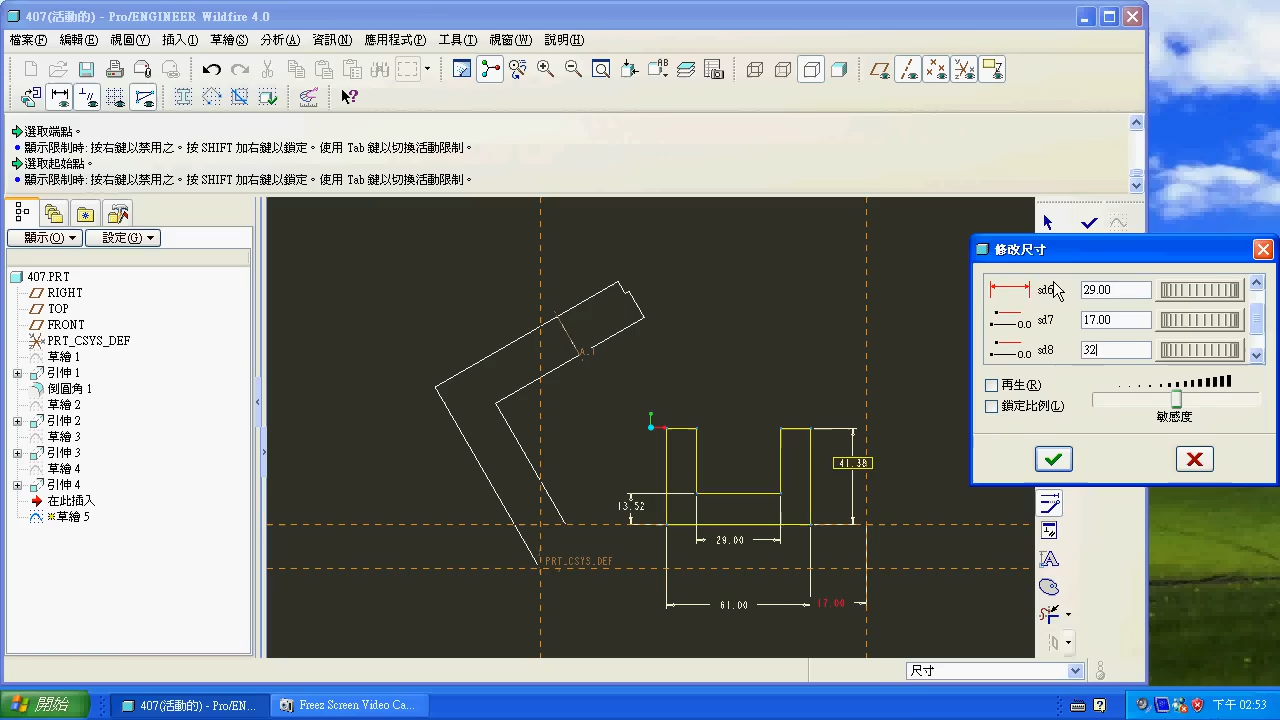 407(活動的) - Pro/ENGINEER Wildfire 4.0
檔案(F) 編輯(E) 視圖(V) 插入(I) 草繪(S) 分析(A) 資訊(N) 應用程式(P) 工具(T) 視窗(W) 說明(H)
選取端點。
顯示限制時: 按右鍵以禁用之。按 SHIFT 加右鍵以鎖定。使用 Tab 鍵以切換活動限制。
選取起始點。
顯示限制時: 按右鍵以禁用之。按 SHIFT 加右鍵以鎖定。使用 Tab 鍵以切換活動限制。
顯示(O) 設定(G)
407.PRT
RIGHT
TOP
FRONT
PRT_CSYS_DEF
草繪 1
引伸 1
倒圓角 1
草繪 2
引伸 2
草繪 3
引伸 3
草繪 4
引伸 4
在此插入
※草繪 5
A_1
PRT_CSYS_DEF
41.38
13.52
29.00
61.00
17.00
修改尺寸
sd6 29.00
0.0 sd7 17.00
0.0 sd8 32
再生(R)
鎖定比例(L)
敏感度
尺寸
開始
407(活動的) - Pro/EN...
Freez Screen Video Ca...
下午 02:53